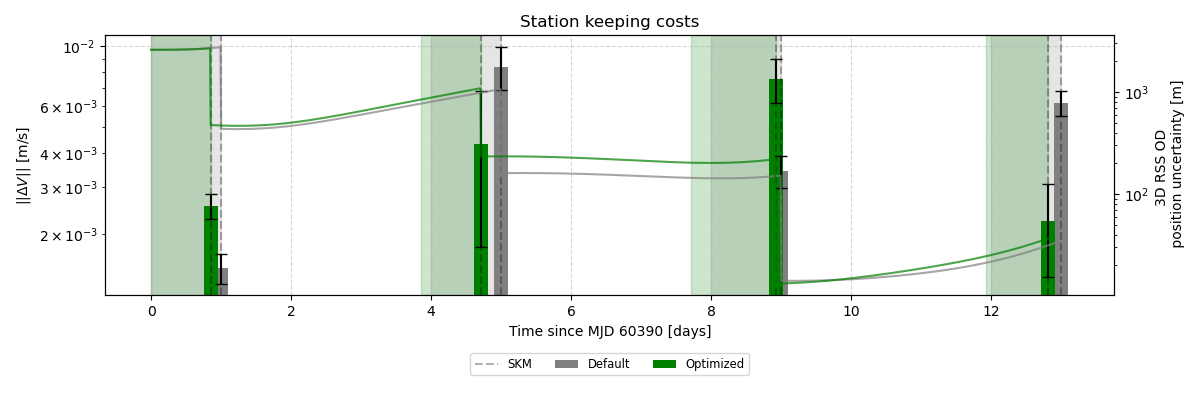 Station keeping costs
||ΔV|| [m/s]
10⁻²
6 × 10⁻³
4 × 10⁻³
3 × 10⁻³
2 × 10⁻³
10³
10²
3D RSS OD
position uncertainty [m]
0 2 4 6 8 10 12
Time since MJD 60390 [days]
SKM Default Optimized